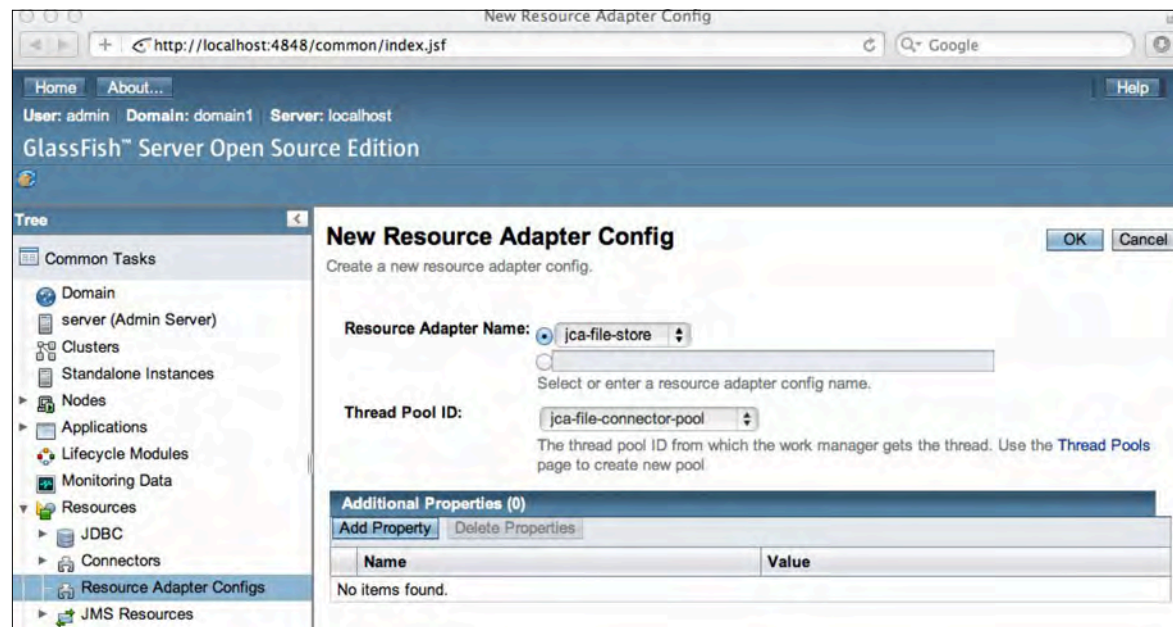 New Resource Adapter Config
http://localhost:4848/common/index.jsf
Google
Home About... Help
User: admin Domain: domain1 Server: localhost
GlassFish™ Server Open Source Edition
Tree
Common Tasks
Domain
server (Admin Server)
Clusters
Standalone Instances
Nodes
Applications
Lifecycle Modules
Monitoring Data
Resources
JDBC
Connectors
Resource Adapter Configs
JMS Resources
New Resource Adapter Config
OK Cancel
Create a new resource adapter config.
Resource Adapter Name: jca-file-store
Select or enter a resource adapter config name.
Thread Pool ID: jca-file-connector-pool
The thread pool ID from which the work manager gets the thread. Use the Thread Pools
page to create new pool
Additional Properties (0)
Add Property Delete Properties
Name Value
No items found.